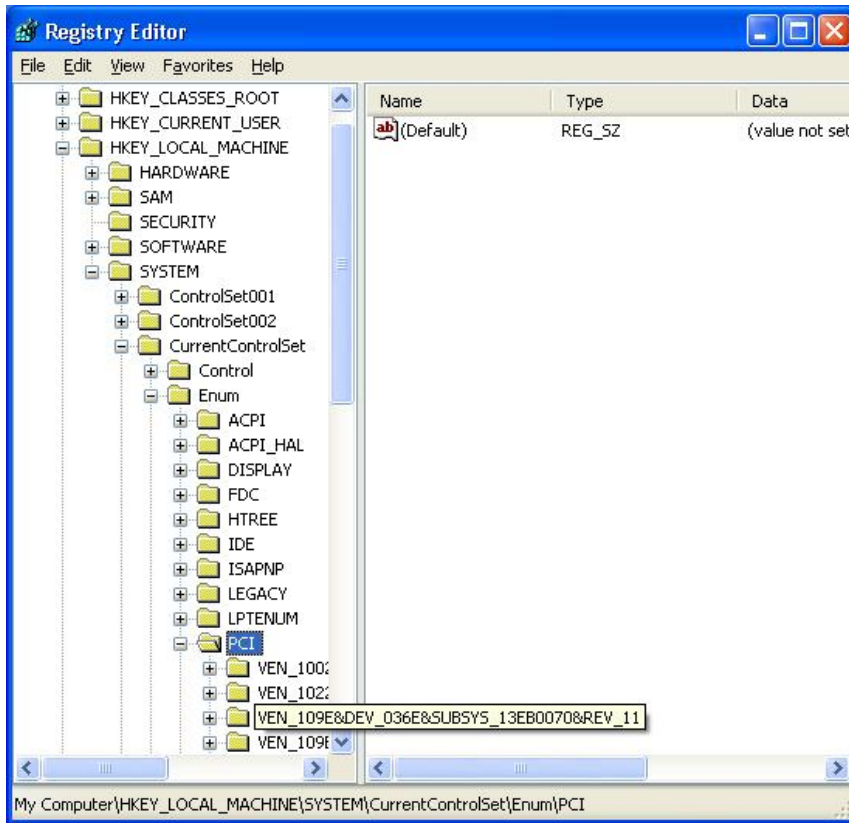 Registry Editor
File Edit View Favorites Help
HKEY_CLASSES_ROOT
HKEY_CURRENT_USER
HKEY_LOCAL_MACHINE
HARDWARE
SAM
SECURITY
SOFTWARE
SYSTEM
ControlSet001
ControlSet002
CurrentControlSet
Control
Enum
ACPI
ACPI_HAL
DISPLAY
FDC
HTREE
IDE
ISAPNP
LEGACY
LPTENUM
PCI
VEN_1002
VEN_1022
VEN_109E&DEV_036E&SUBSYS_13EB0070&REV_11
VEN_109E
Name Type Data
ab (Default) REG_SZ (value not set
My Computer\HKEY_LOCAL_MACHINE\SYSTEM\CurrentControlSet\Enum\PCI